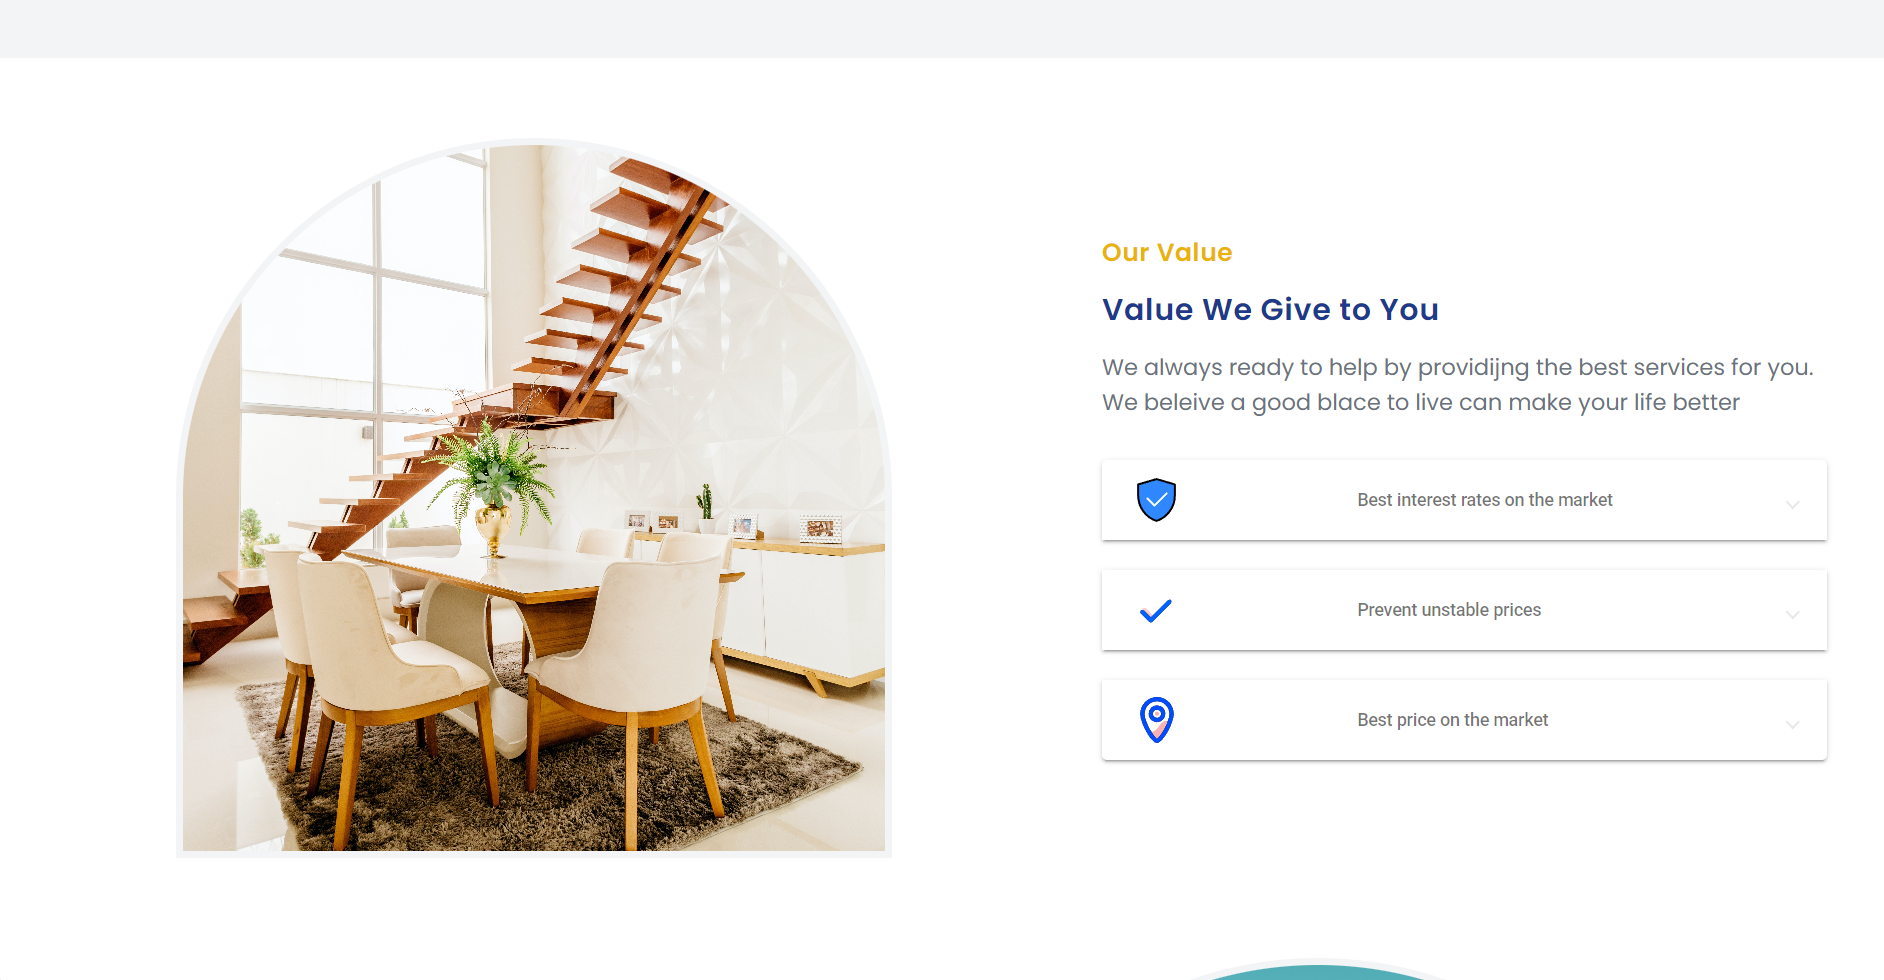 Our Value
Value We Give to You
We always ready to help by providijng the best services for you.
We beleive a good blace to live can make your life better
Best interest rates on the market
Prevent unstable prices
Best price on the market